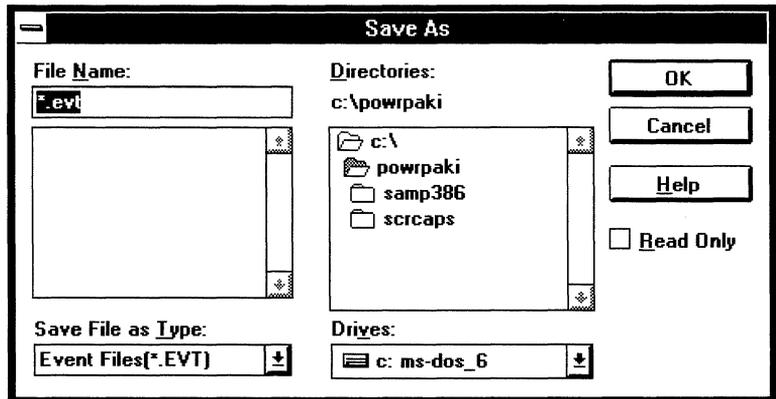 Save As
File Name:
*.evt
Directories:
c:\powrpaki
c:\
powrpaki
samp386
scrcaps
OK
Cancel
Help
Read Only
Save File as Type:
Event Files(*.EVT)
Drives:
c: ms-dos_6